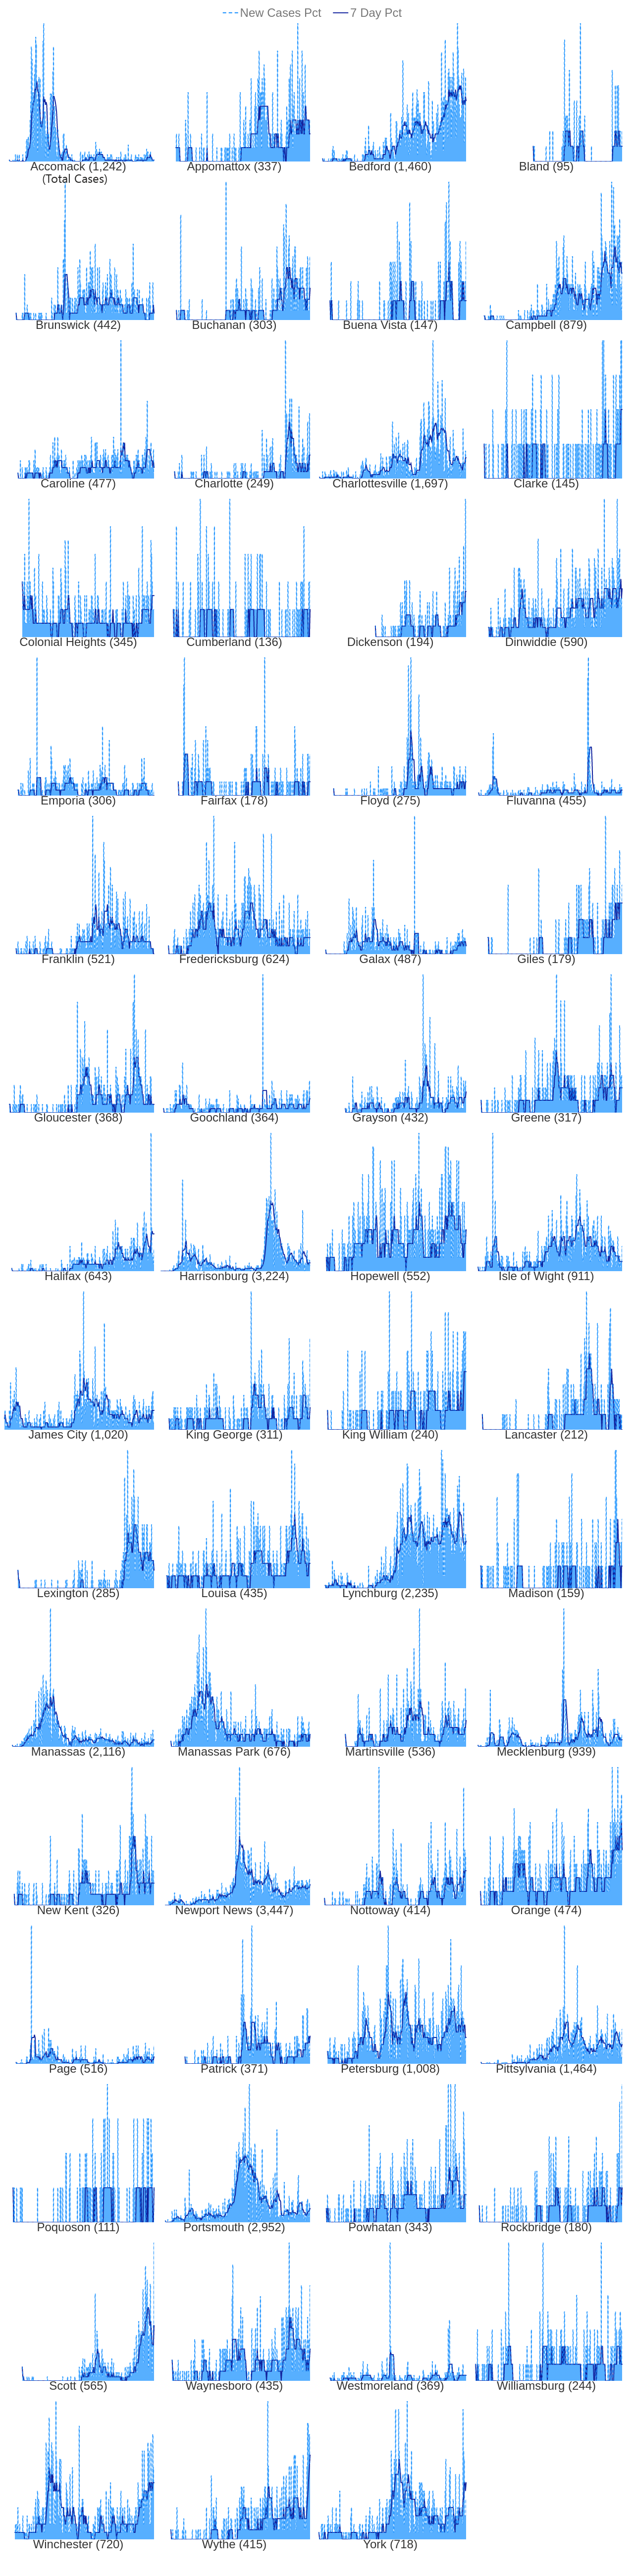 New Cases Pct 7 Day Pct
Accomack (1,242) Appomattox (337) Bedford (1,460) Bland (95)
(Total Cases)
Brunswick (442) Buchanan (303) Buena Vista (147) Campbell (879)
Caroline (477) Charlotte (249) Charlottesville (1,697) Clarke (145)
Colonial Heights (345) Cumberland (136) Dickenson (194) Dinwiddie (590)
Emporia (306) Fairfax (178) Floyd (275) Fluvanna (455)
Franklin (521) Fredericksburg (624) Galax (487) Giles (179)
Gloucester (368) Goochland (364) Grayson (432) Greene (317)
Halifax (643) Harrisonburg (3,224) Hopewell (552) Isle of Wight (911)
James City (1,020) King George (311) King William (240) Lancaster (212)
Lexington (285) Louisa (435) Lynchburg (2,235) Madison (159)
Manassas (2,116) Manassas Park (676) Martinsville (536) Mecklenburg (939)
New Kent (326) Newport News (3,447) Nottoway (414) Orange (474)
Page (516) Patrick (371) Petersburg (1,008) Pittsylvania (1,464)
Poquoson (111) Portsmouth (2,952) Powhatan (343) Rockbridge (180)
Scott (565) Waynesboro (435) Westmoreland (369) Williamsburg (244)
Winchester (720) Wythe (415) York (718)